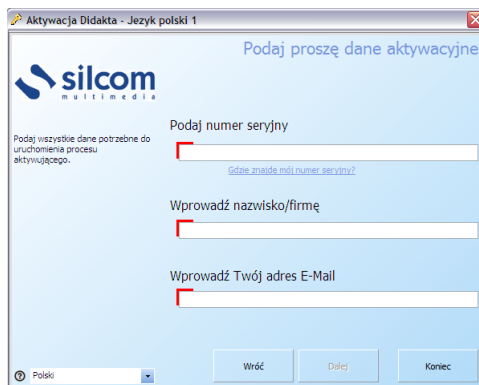 Aktywacja Didakta - Jezyk polski 1
Podaj proszę dane aktywacyjne
silcom
multimedia
Podaj wszystkie dane potrzebne do
uruchomienia procesu
aktywującego.
Podaj numer seryjny
Gdzie znajdę mój numer seryjny?
Wprowadź nazwisko/firmę
Wprowadź Twój adres E-Mail
Polski
Wróć
Dalej
Koniec